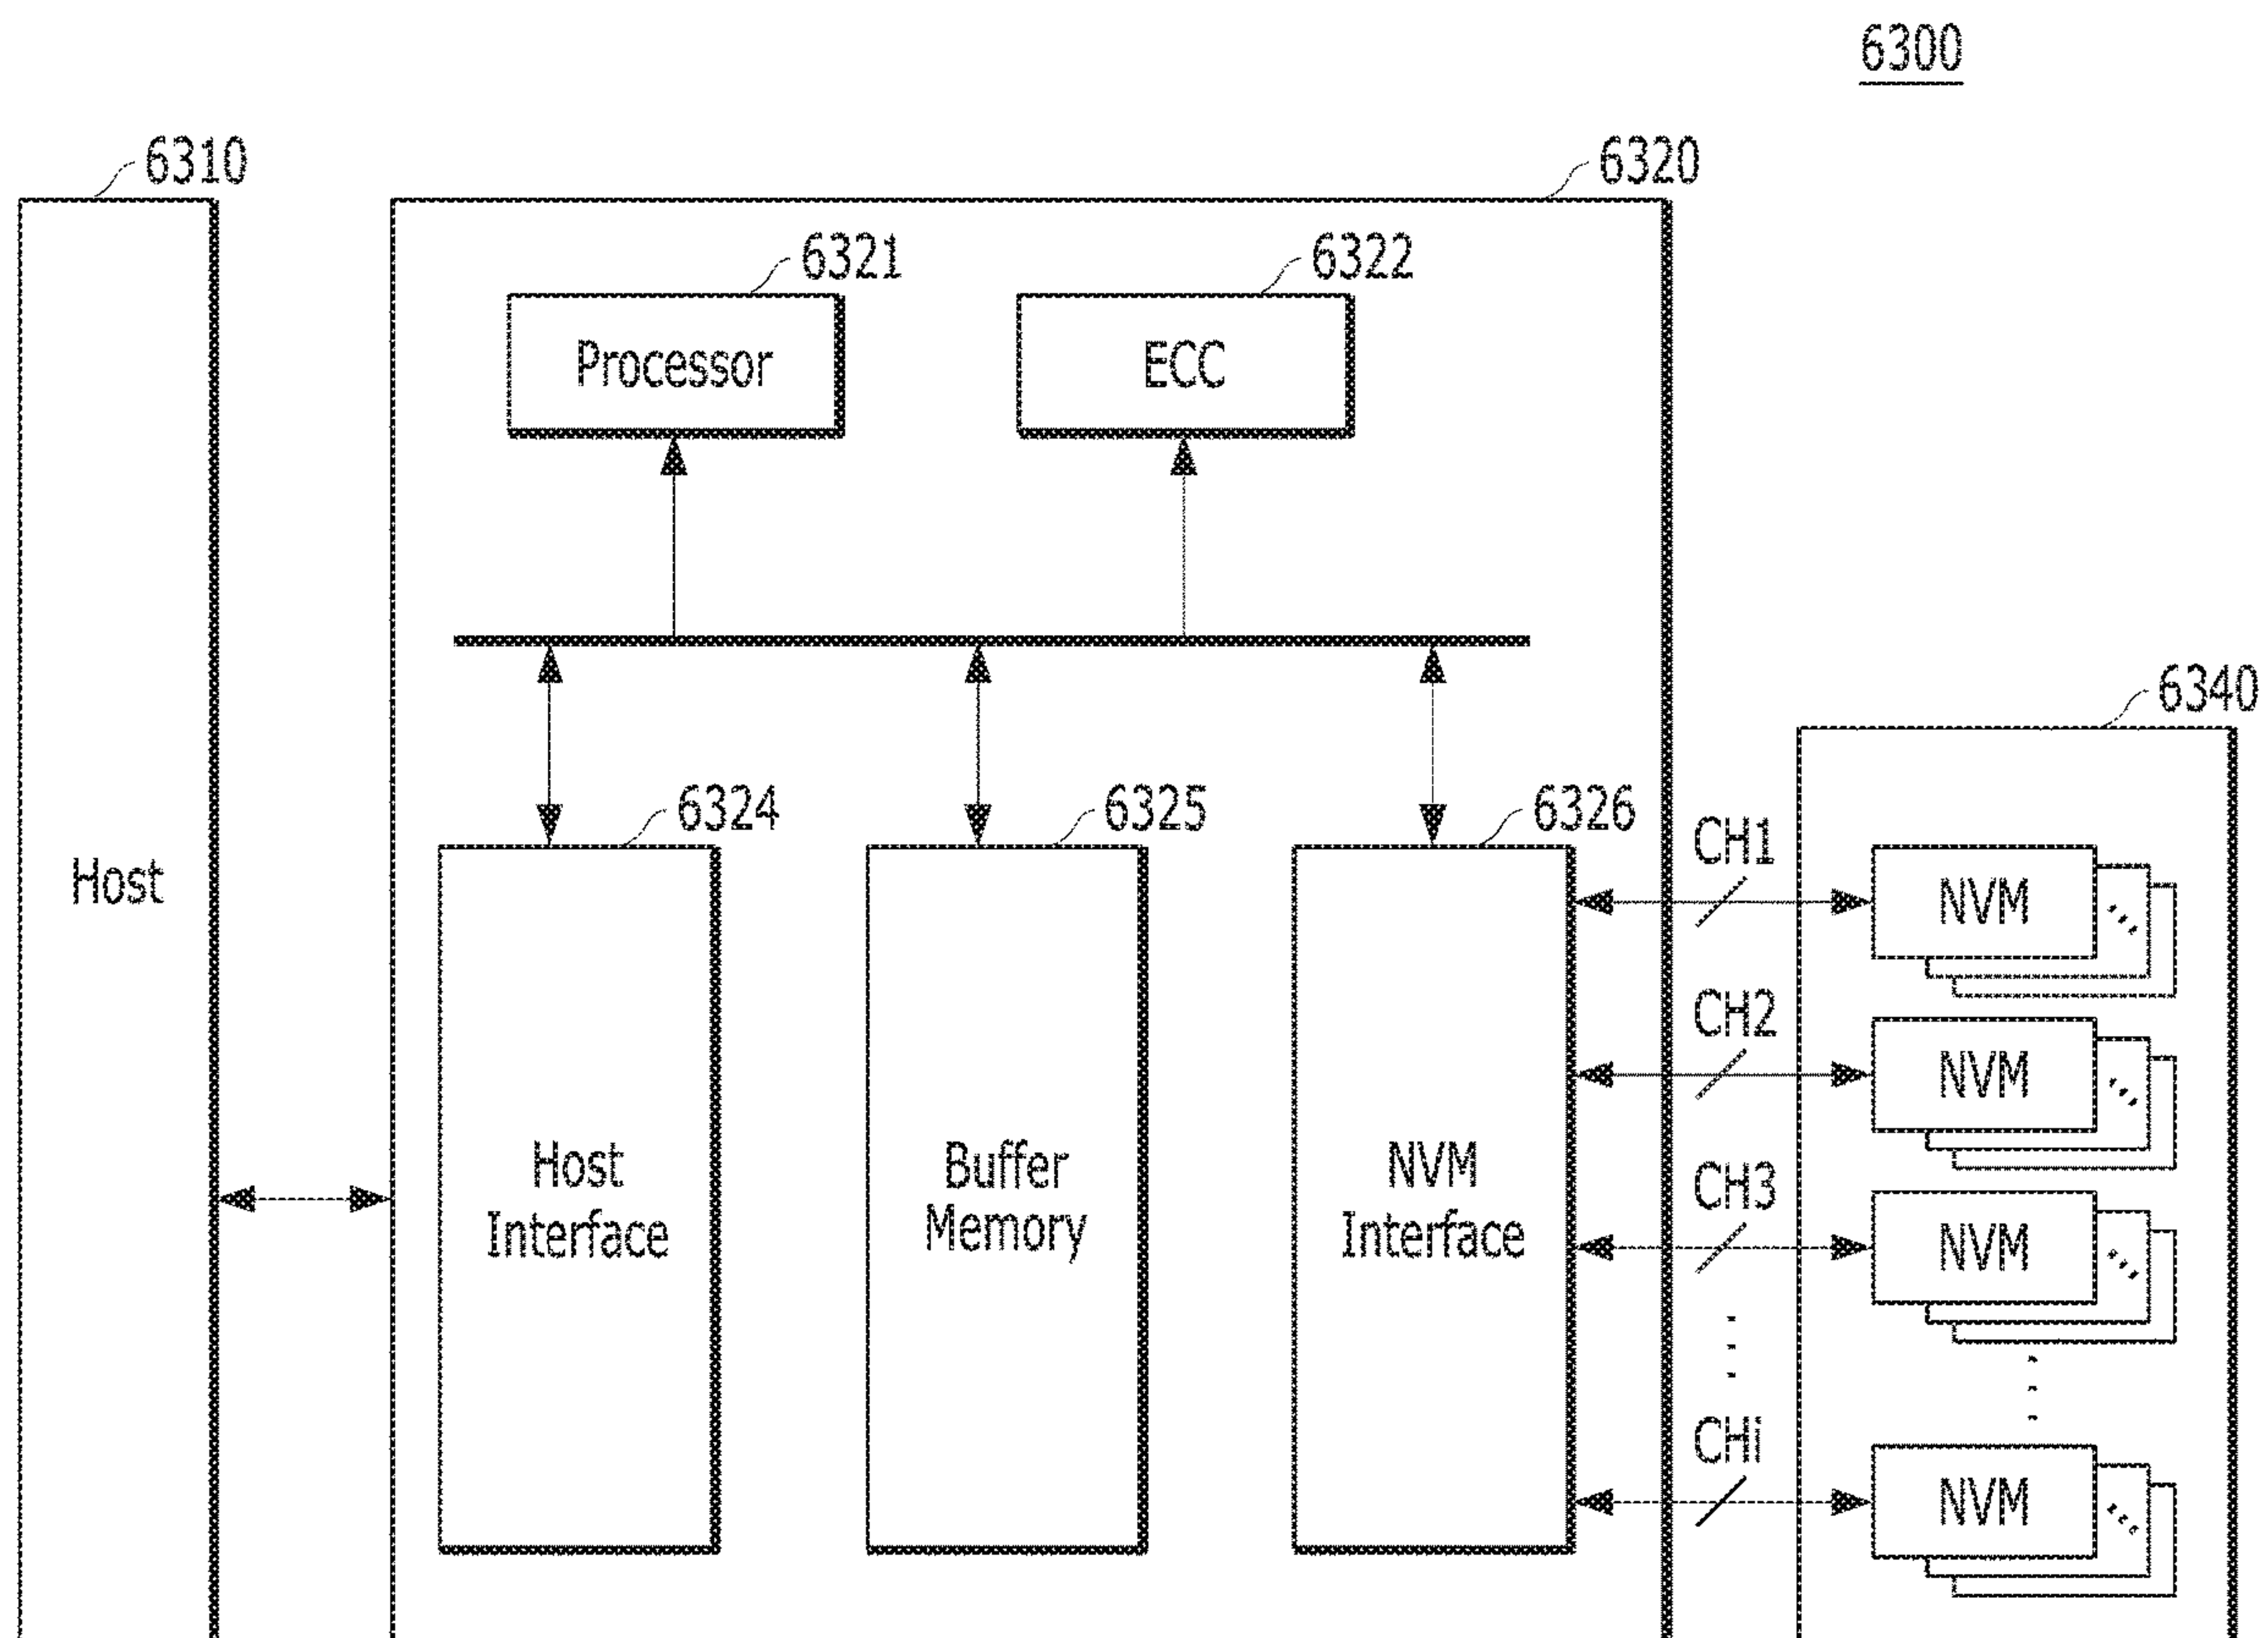 6300
6310
6320
6321
6322
Processor
ECC
6340
6324
6325
6326
CH1
Host
NVM
CH2
NVM
Host
Interface
Buffer
Memory
NVM
Interface
CH3
NVM
CHi
NVM